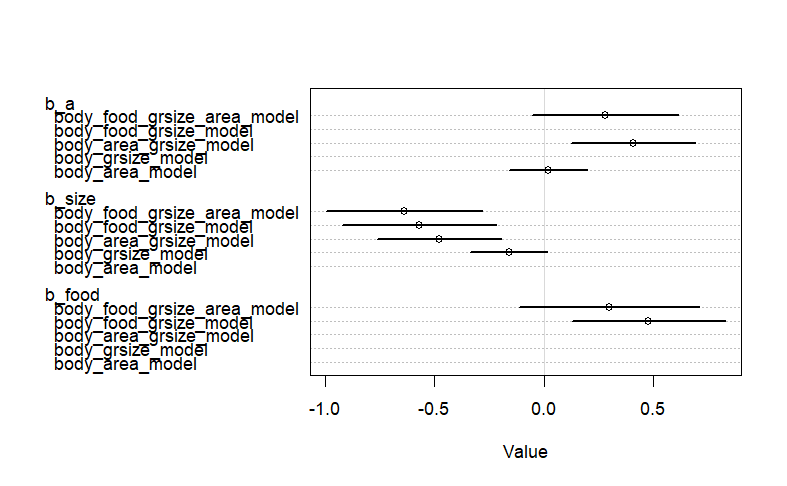 b_a
body_food_grsize_area_model
body_food_grsize_model
body_area_grsize_model
body_grsize_model
body_area_model
b_size
body_food_grsize_area_model
body_food_grsize_model
body_area_grsize_model
body_grsize_model
body_area_model
b_food
body_food_grsize_area_model
body_food_grsize_model
body_area_grsize_model
body_grsize_model
body_area_model
-1.0 -0.5 0.0 0.5
Value